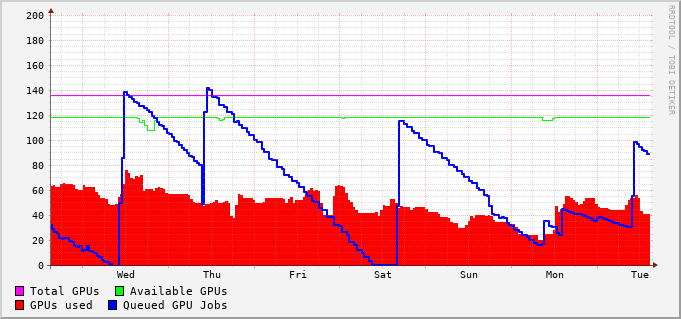 200
180
160
140
120
100
80
60
40
20
0
Wed Thu Fri Sat Sun Mon Tue
Total GPUs Available GPUs
GPUs used Queued GPU Jobs
RRDTOOL / TOBI OETIKER